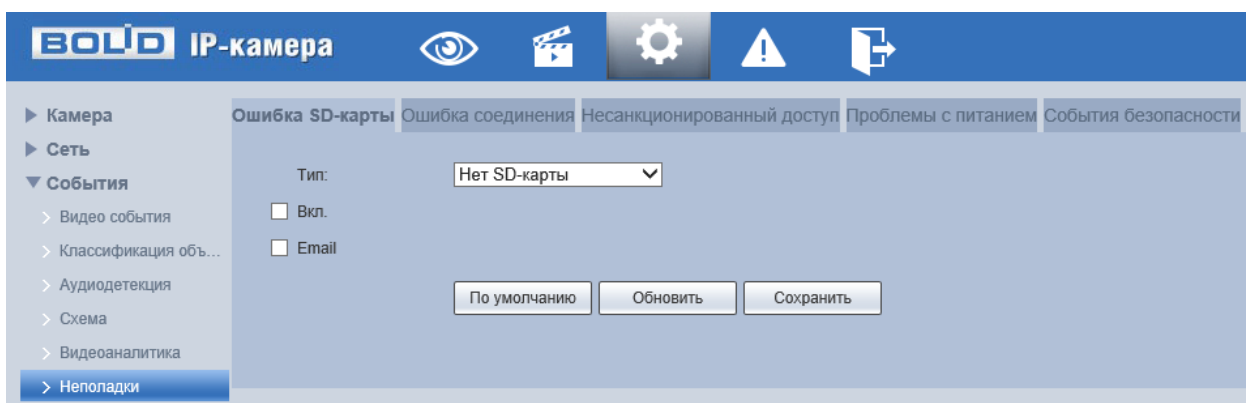 BOLID IP-камера
Камера
Сеть
События
Видео события
Классификация объ...
Аудиодетекция
Схема
Видеоаналитика
Неполадки
Ошибка SD-карты Ошибка соединения Несанкционированный доступ Проблемы с питанием События безопасности
Тип: Нет SD-карты
Вкл.
Email
По умолчанию Обновить Сохранить